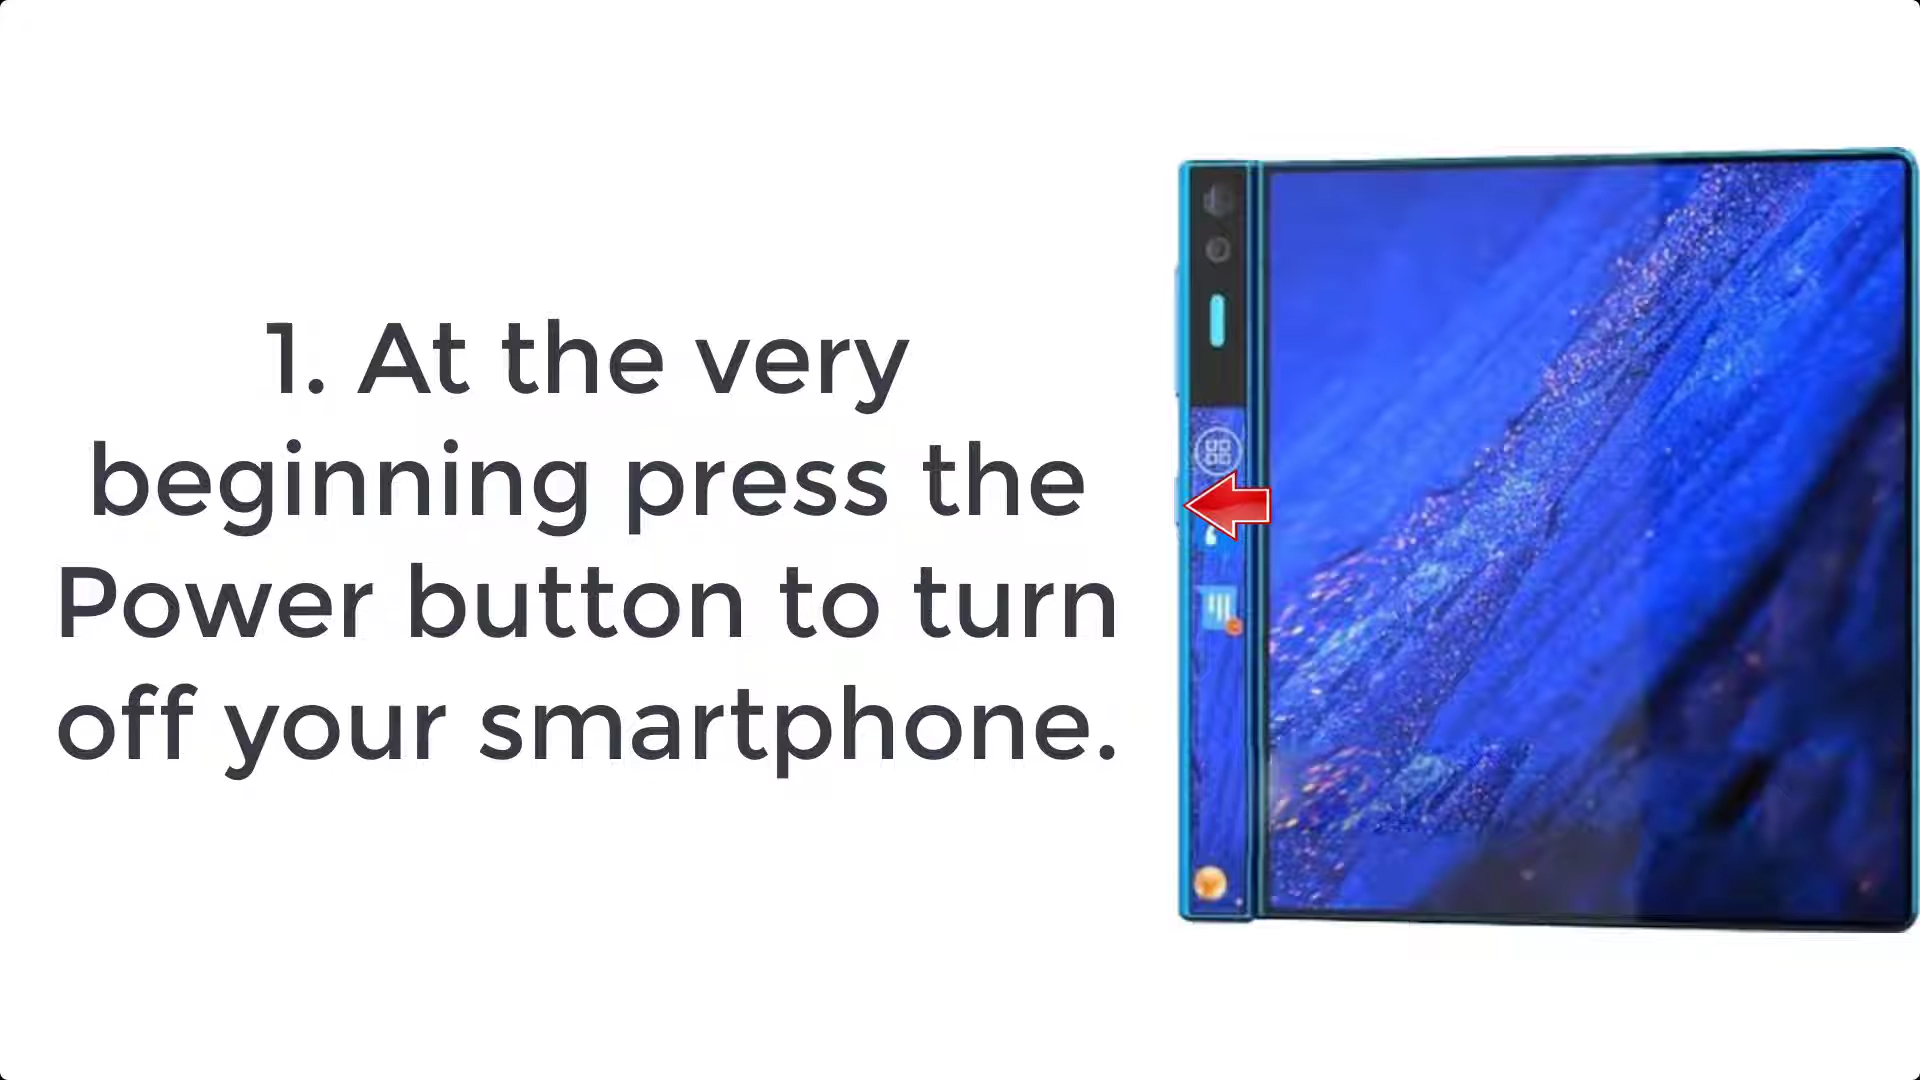 1. At the very
beginning press the
Power button to turn
off your smartphone.